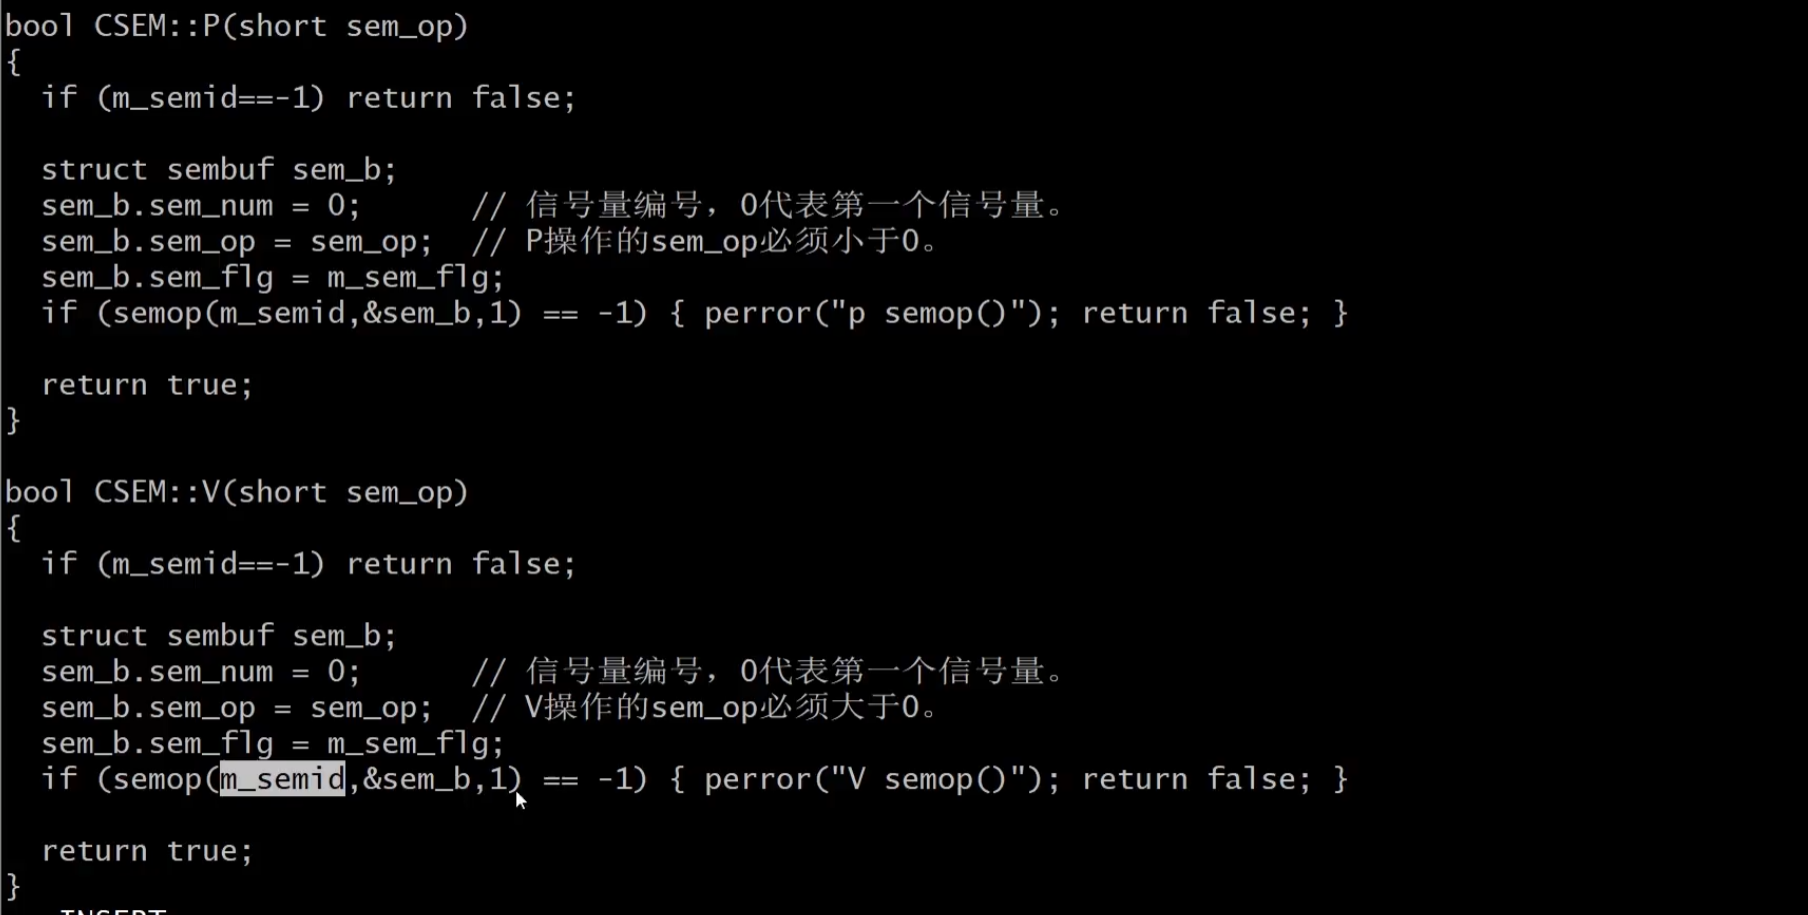 bool CSEM::P(short sem_op)
{
  if (m_semid==-1) return false;

  struct sembuf sem_b;
  sem_b.sem_num = 0;      // 信号量编号，0代表第一个信号量。
  sem_b.sem_op = sem_op;  // P操作的sem_op必须小于0。
  sem_b.sem_flg = m_sem_flg;
  if (semop(m_semid,&sem_b,1) == -1) { perror("p semop()"); return false; }

  return true;
}

bool CSEM::V(short sem_op)
{
  if (m_semid==-1) return false;

  struct sembuf sem_b;
  sem_b.sem_num = 0;      // 信号量编号，0代表第一个信号量。
  sem_b.sem_op = sem_op;  // V操作的sem_op必须大于0。
  sem_b.sem_flg = m_sem_flg;
  if (semop(m_semid,&sem_b,1) == -1) { perror("V semop()"); return false; }

  return true;
}
INSERT